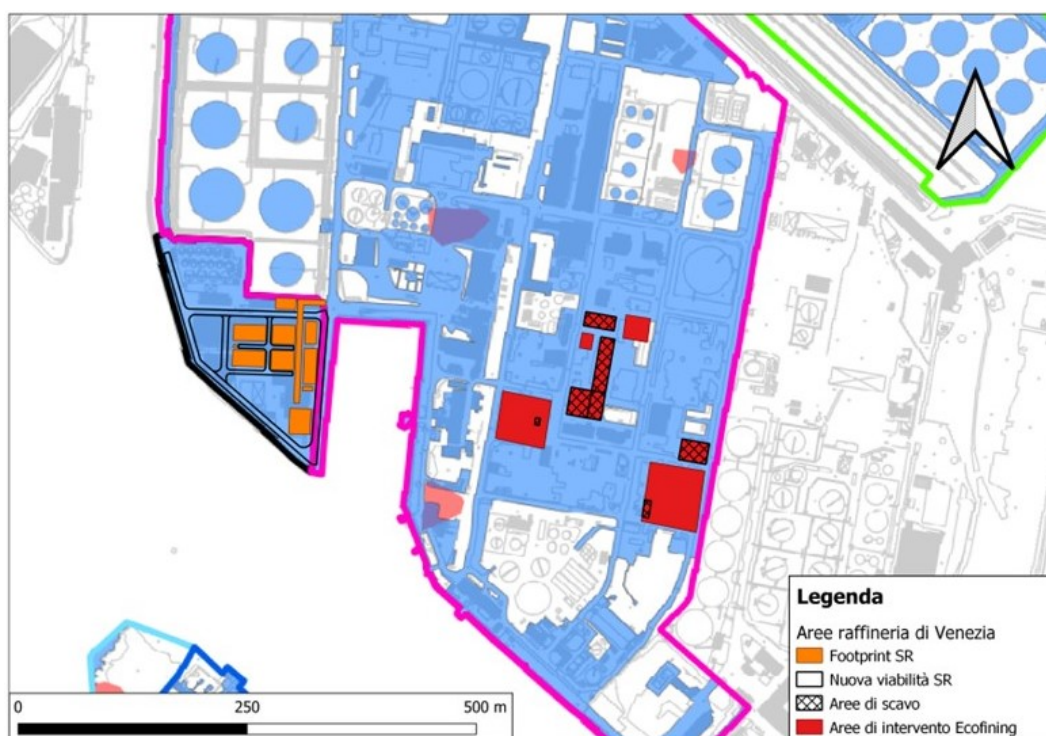 0
250
500 m
Legenda
Aree raffineria di Venezia
Footprint SR
Nuova viabilità SR
Aree di scavo
Aree di intervento Ecofining